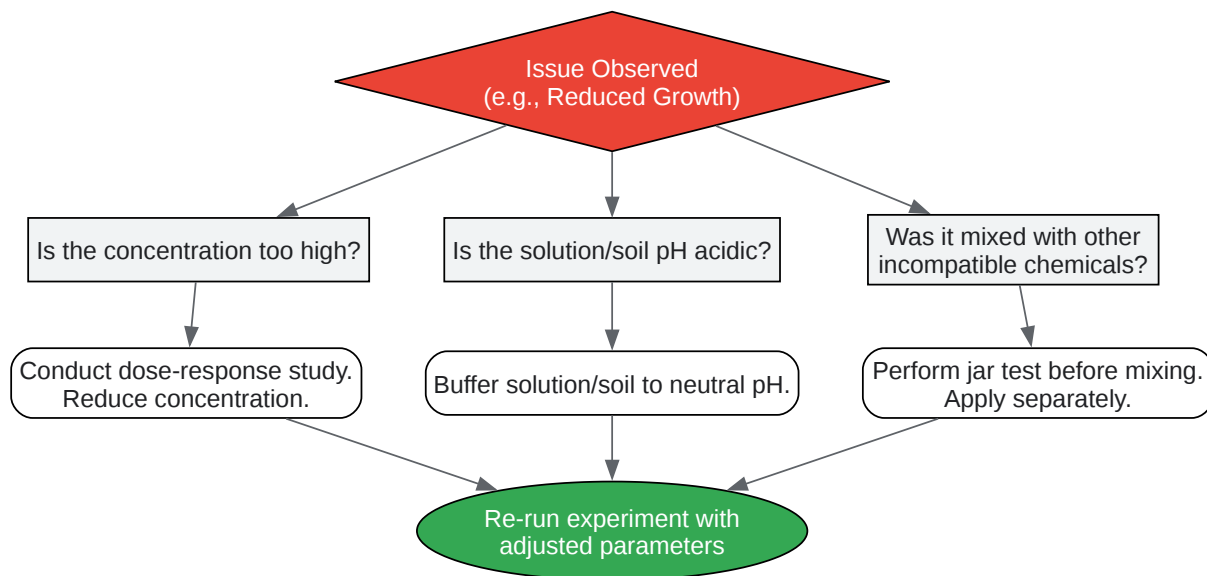 Issue Observed
(e.g., Reduced Growth)
Is the concentration too high?
Is the solution/soil pH acidic?
Was it mixed with other
incompatible chemicals?
Conduct dose-response study.
Reduce concentration.
Buffer solution/soil to neutral pH.
Perform jar test before mixing.
Apply separately.
Re-run experiment with
adjusted parameters